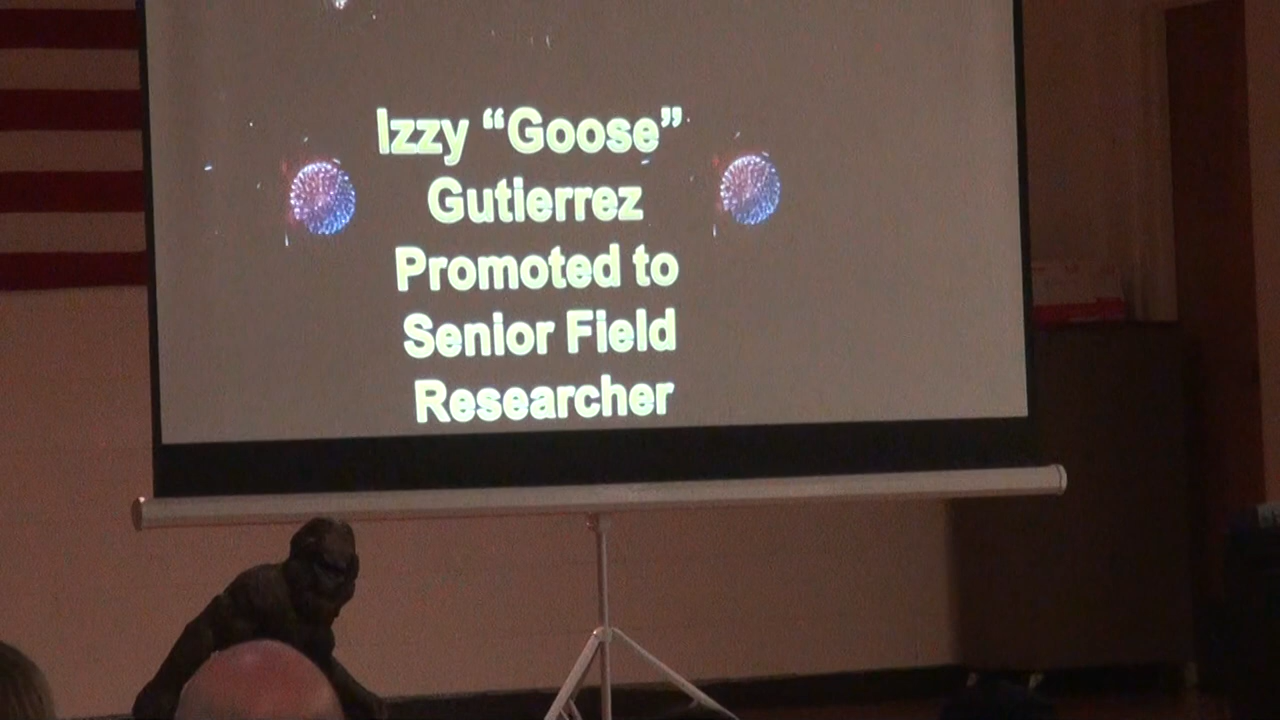 Izzy “Goose”
Gutierrez
Promoted to
Senior Field
Researcher